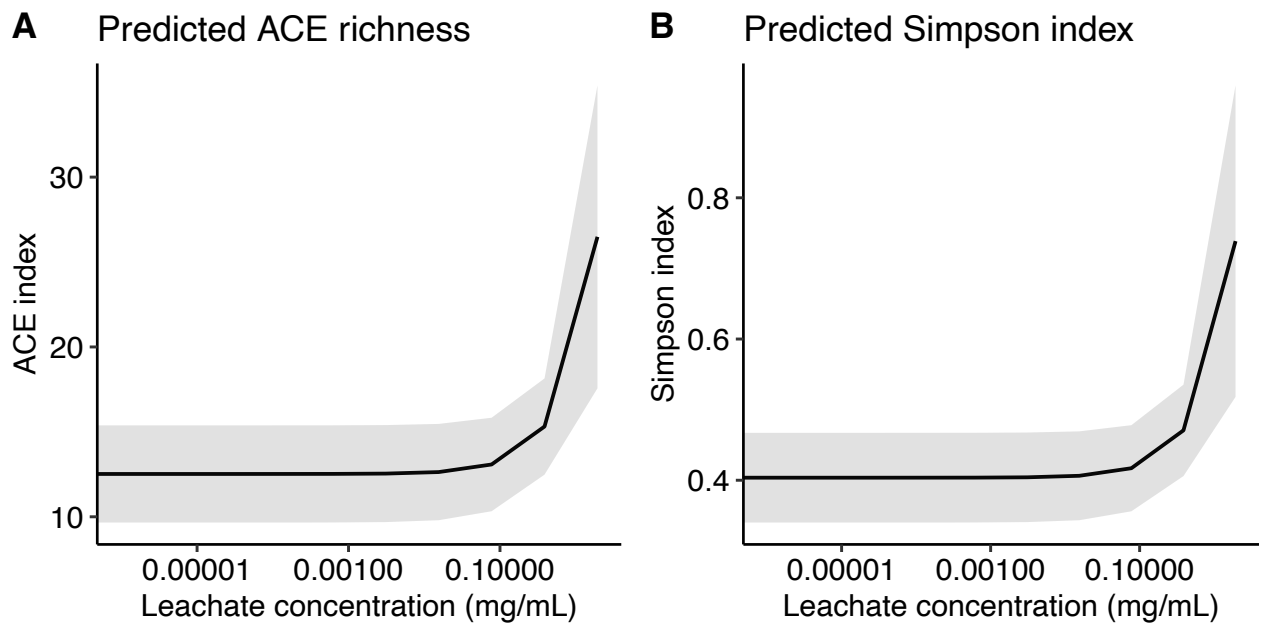 A Predicted ACE richness
ACE index
30
20
10
0.00001 0.00100 0.10000
Leachate concentration (mg/mL)
B Predicted Simpson index
Simpson index
0.8
0.6
0.4
0.00001 0.00100 0.10000
Leachate concentration (mg/mL)